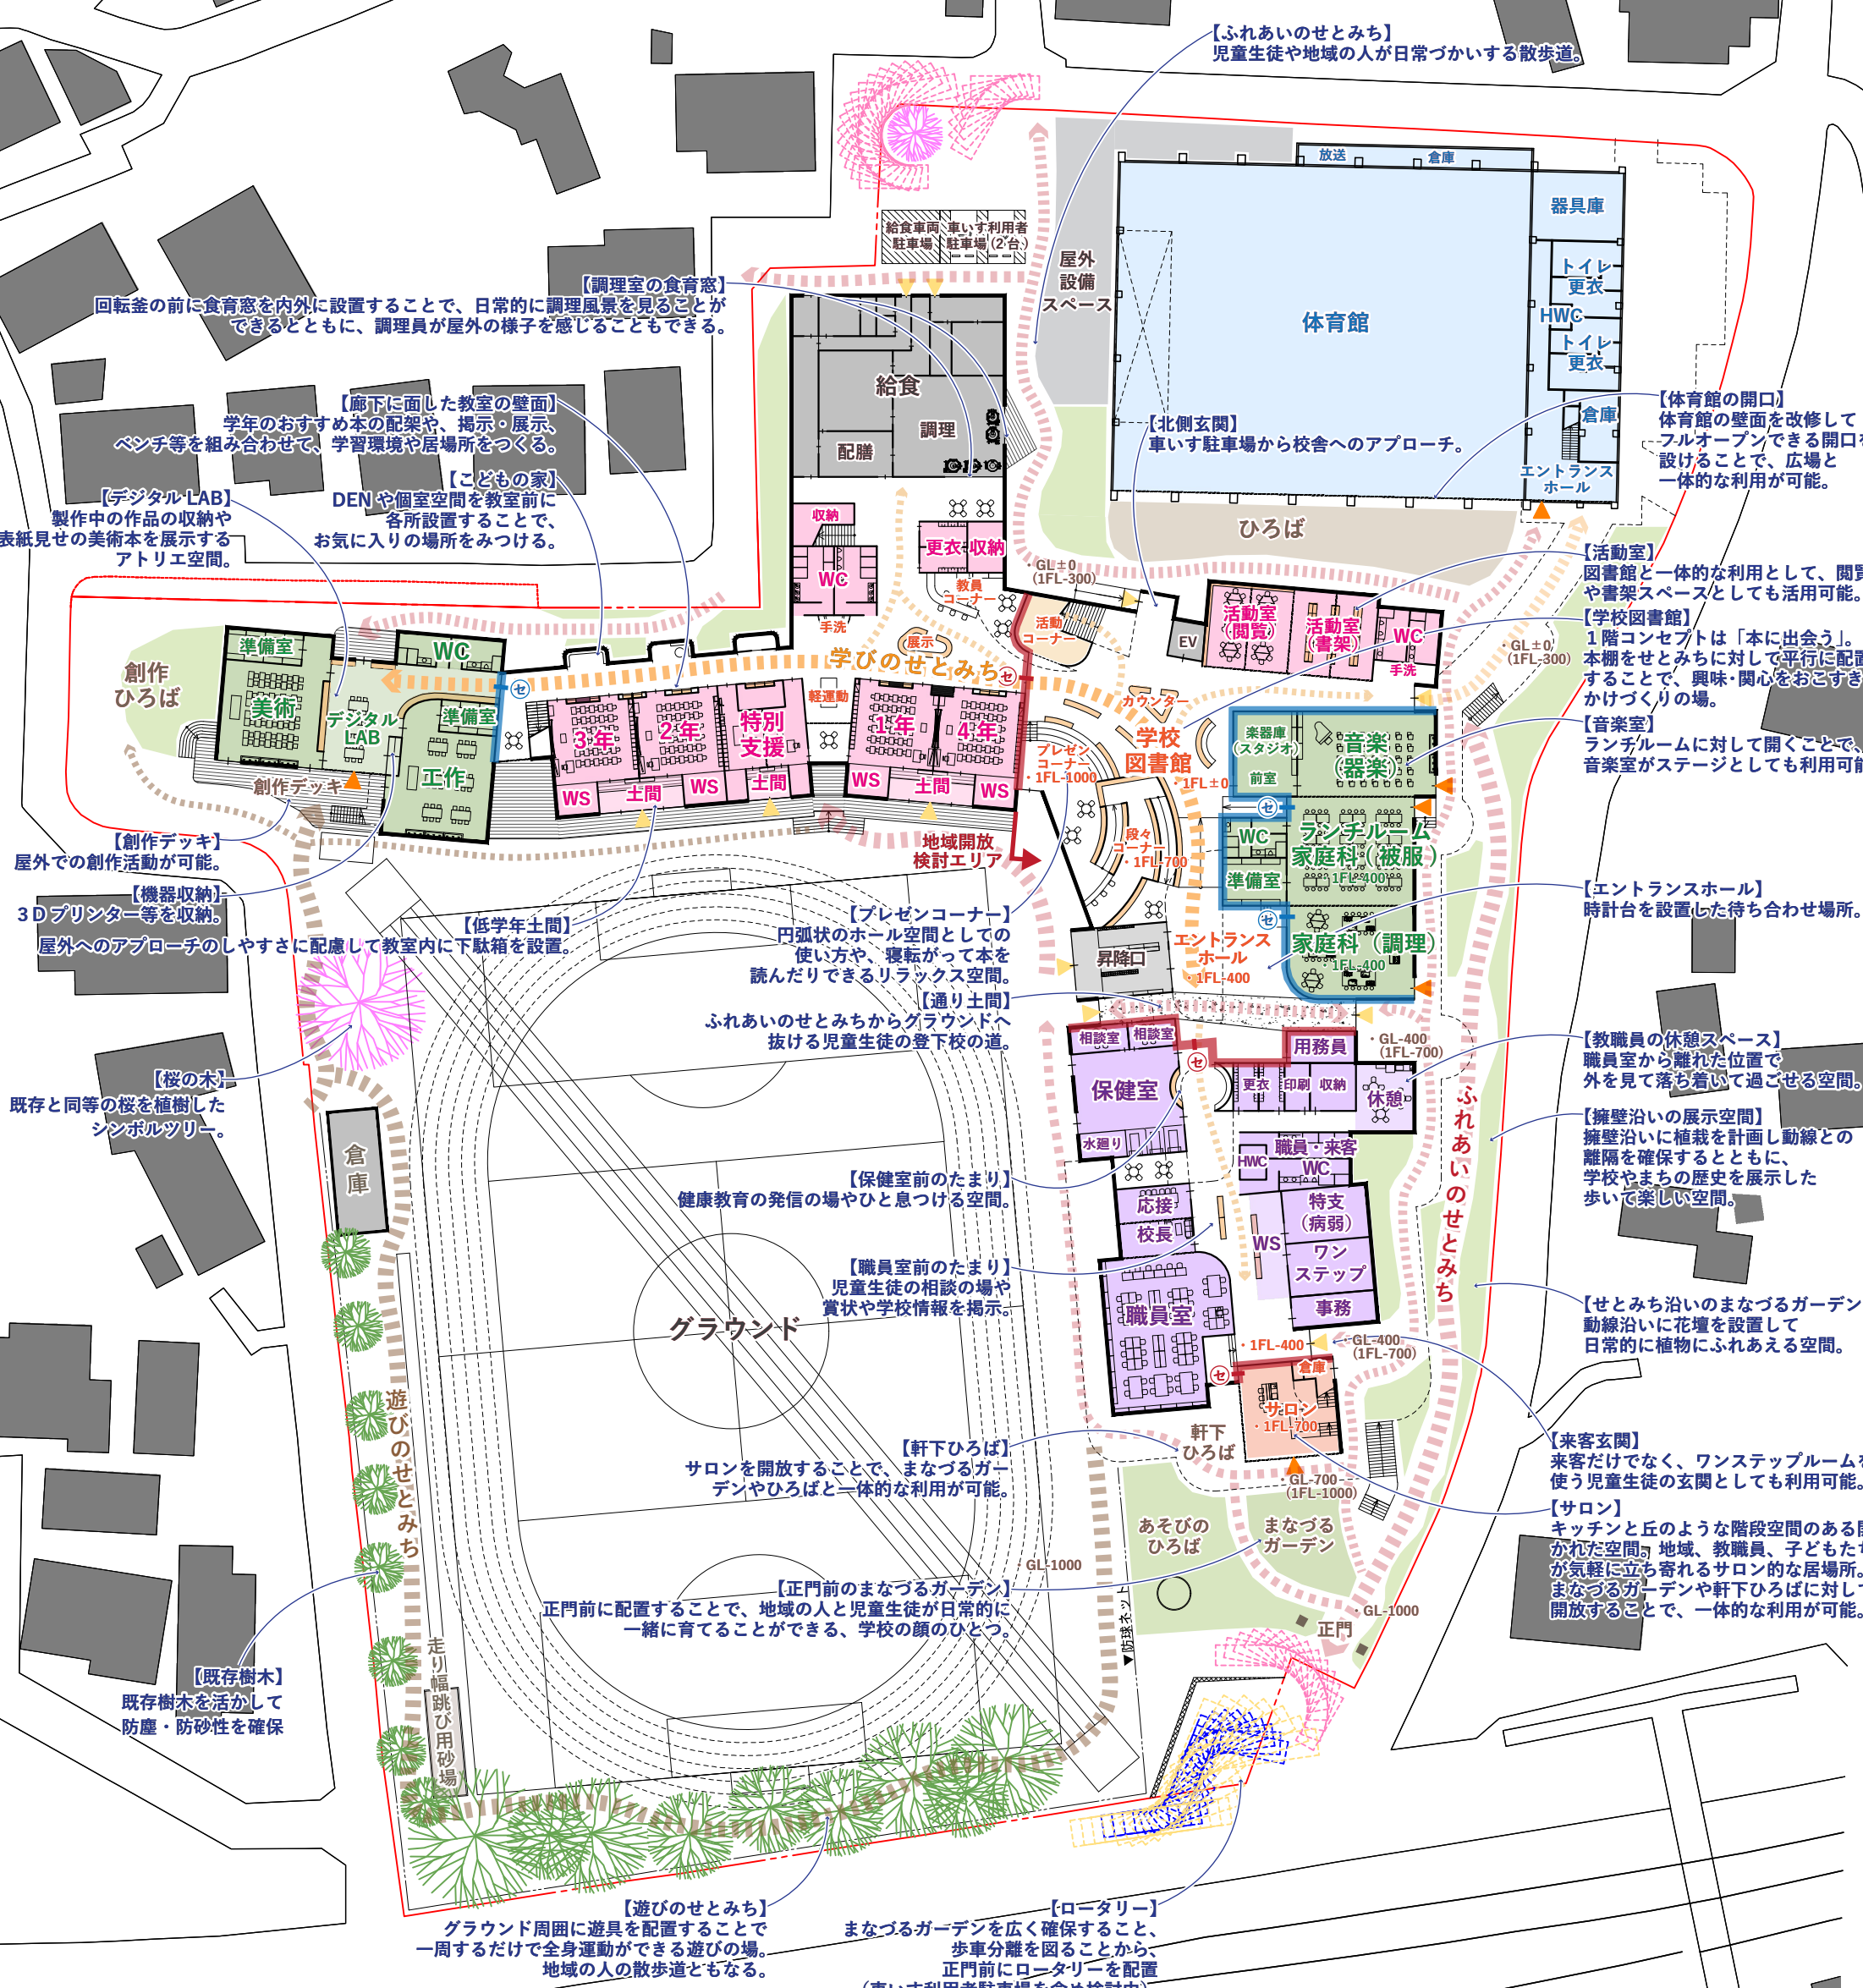 【ふれあいのせとみち】
児童生徒や地域の人が日常づかいする散歩道。
放送
倉庫
器具庫
トイレ
更衣
HWC
トイレ
更衣
倉庫
エントランス
ホール
体育館
給食車両
駐車場
車いす利用者
駐車場(2台)
屋外
設備
スペース
【調理室の食育窓】
回転釜の前に食育窓を内外に設置することで、日常的に調理風景を見ることが
できるとともに、調理員が屋外の様子を感じることもできる。
給食
調理
配膳
【廊下に面した教室の壁面】
学年のおすすめ本の配架や、掲示・展示、
ベンチ等を組み合わせて、学習環境や居場所をつくる。
【こどもの家】
DENや個室空間を教室前に
各所設置することで、
お気に入りの場所をみつける。
【デジタルLAB】
製作中の作品の収納や
表紙見せの美術本を展示する
アトリエ空間。
【北側玄関】
車いす駐車場から校舎へのアプローチ。
【体育館の開口】
体育館の壁面を改修して
フルオープンできる開口を
設けることで、広場と
一体的な利用が可能。
ひろば
収納
WC
手洗
更衣
収納
教員
コーナー
展示
・GL±0
(1FL-300)
活動
コーナー
EV
活動室
(閲覧)
活動室
(書架)
WC
手洗
・GL±0
(1FL-300)
【活動室】
図書館と一体的な利用として、閲覧
や書架スペースとしても活用可能。
【学校図書館】
1階コンセプトは「本に出会う」。
本棚をせとみちに対して平行に配置
することで、興味・関心をおこすき
かけづくりの場。
【音楽室】
ランチルームに対して開くことで、
音楽室がステージとしても利用可能
創作
ひろば
準備室
WC
美術
デジタル
LAB
準備室
工作
創作デッキ
学びのせとみち
セ
セ
軽運動
3年
2年
特別
支援
1年
4年
WS
土間
WS
土間
WS
土間
WS
カウンター
プレゼン
コーナー
・1FL-1000
学校
図書館
・1FL±0
楽器庫
(スタジオ)
前室
音楽
(器楽)
セ
段々
コーナー
・1FL-700
WC
準備室
ランチルーム
家庭科(被服)
・1FL-400
セ
家庭科(調理)
・1FL-400
地域開放
検討エリア
【創作デッキ】
屋外での創作活動が可能。
【機器収納】
3Dプリンター等を収納。
【低学年土間】
屋外へのアプローチのしやすさに配慮して教室内に下駄箱を設置。
【プレゼンコーナー】
円弧状のホール空間としての
使い方や、寝転がって本を
読んだりできるリラックス空間。
【エントランスホール】
時計台を設置した待ち合わせ場所。
昇降口
エントランス
ホール
・1FL-400
【通り土間】
ふれあいのせとみちからグラウンドへ
抜ける児童生徒の登下校の道。
【桜の木】
既存と同等の桜を植樹した
シンボルツリー。
相談室
相談室
セ
用務員
・GL-400
(1FL-700)
保健室
更衣
印刷
収納
休憩
水廻り
職員・来客
WC
HWC
【教職員の休憩スペース】
職員室から離れた位置で
外を見て落ち着いて過ごせる空間。
【擁壁沿いの展示空間】
擁壁沿いに植栽を計画し動線との
離隔を確保するとともに、
学校やまちの歴史を展示した
歩いて楽しい空間。
ふれあいのせとみち
倉庫
【保健室前のたまり】
健康教育の発信の場やひと息つける空間。
応接
校長
特支
(病弱)
WS
ワン
ステップ
事務
【職員室前のたまり】
児童生徒の相談の場や
賞状や学校情報を掲示。
職員室
グラウンド
・1FL-400
・GL-400
(1FL-700)
【せとみち沿いのまなづるガーデン
動線沿いに花壇を設置して
日常的に植物にふれあえる空間。
セ
倉庫
サロン
・1FL-700
遊びのせとみち
【軒下ひろば】
サロンを開放することで、まなづるガー
デンやひろばと一体的な利用が可能。
軒下
ひろば
・GL-700
(1FL-1000)
【来客玄関】
来客だけでなく、ワンステップルームを
使う児童生徒の玄関としても利用可能。
【サロン】
キッチンと丘のような階段空間のある開
かれた空間。地域、教職員、子どもたち
が気軽に立ち寄れるサロン的な居場所。
まなづるガーデンや軒下ひろばに対して
開放することで、一体的な利用が可能。
あそびの
ひろば
まなづる
ガーデン
・GL-1000
【正門前のまなづるガーデン】
正門前に配置することで、地域の人と児童生徒が日常的に
一緒に育てることができる、学校の顔のひとつ。
防球ネット
・GL-1000
正門
【既存樹木】
既存樹木を活かして
防塵・防砂性を確保
走り幅跳び用砂場
【遊びのせとみち】
グラウンド周囲に遊具を配置することで
一周するだけで全身運動ができる遊びの場。
地域の人の散歩道ともなる。
【ロータリー】
まなづるガーデンを広く確保すること、
歩車分離を図ることから、
正門前にロータリーを配置
(車いす利用者駐車場を含め検討中)